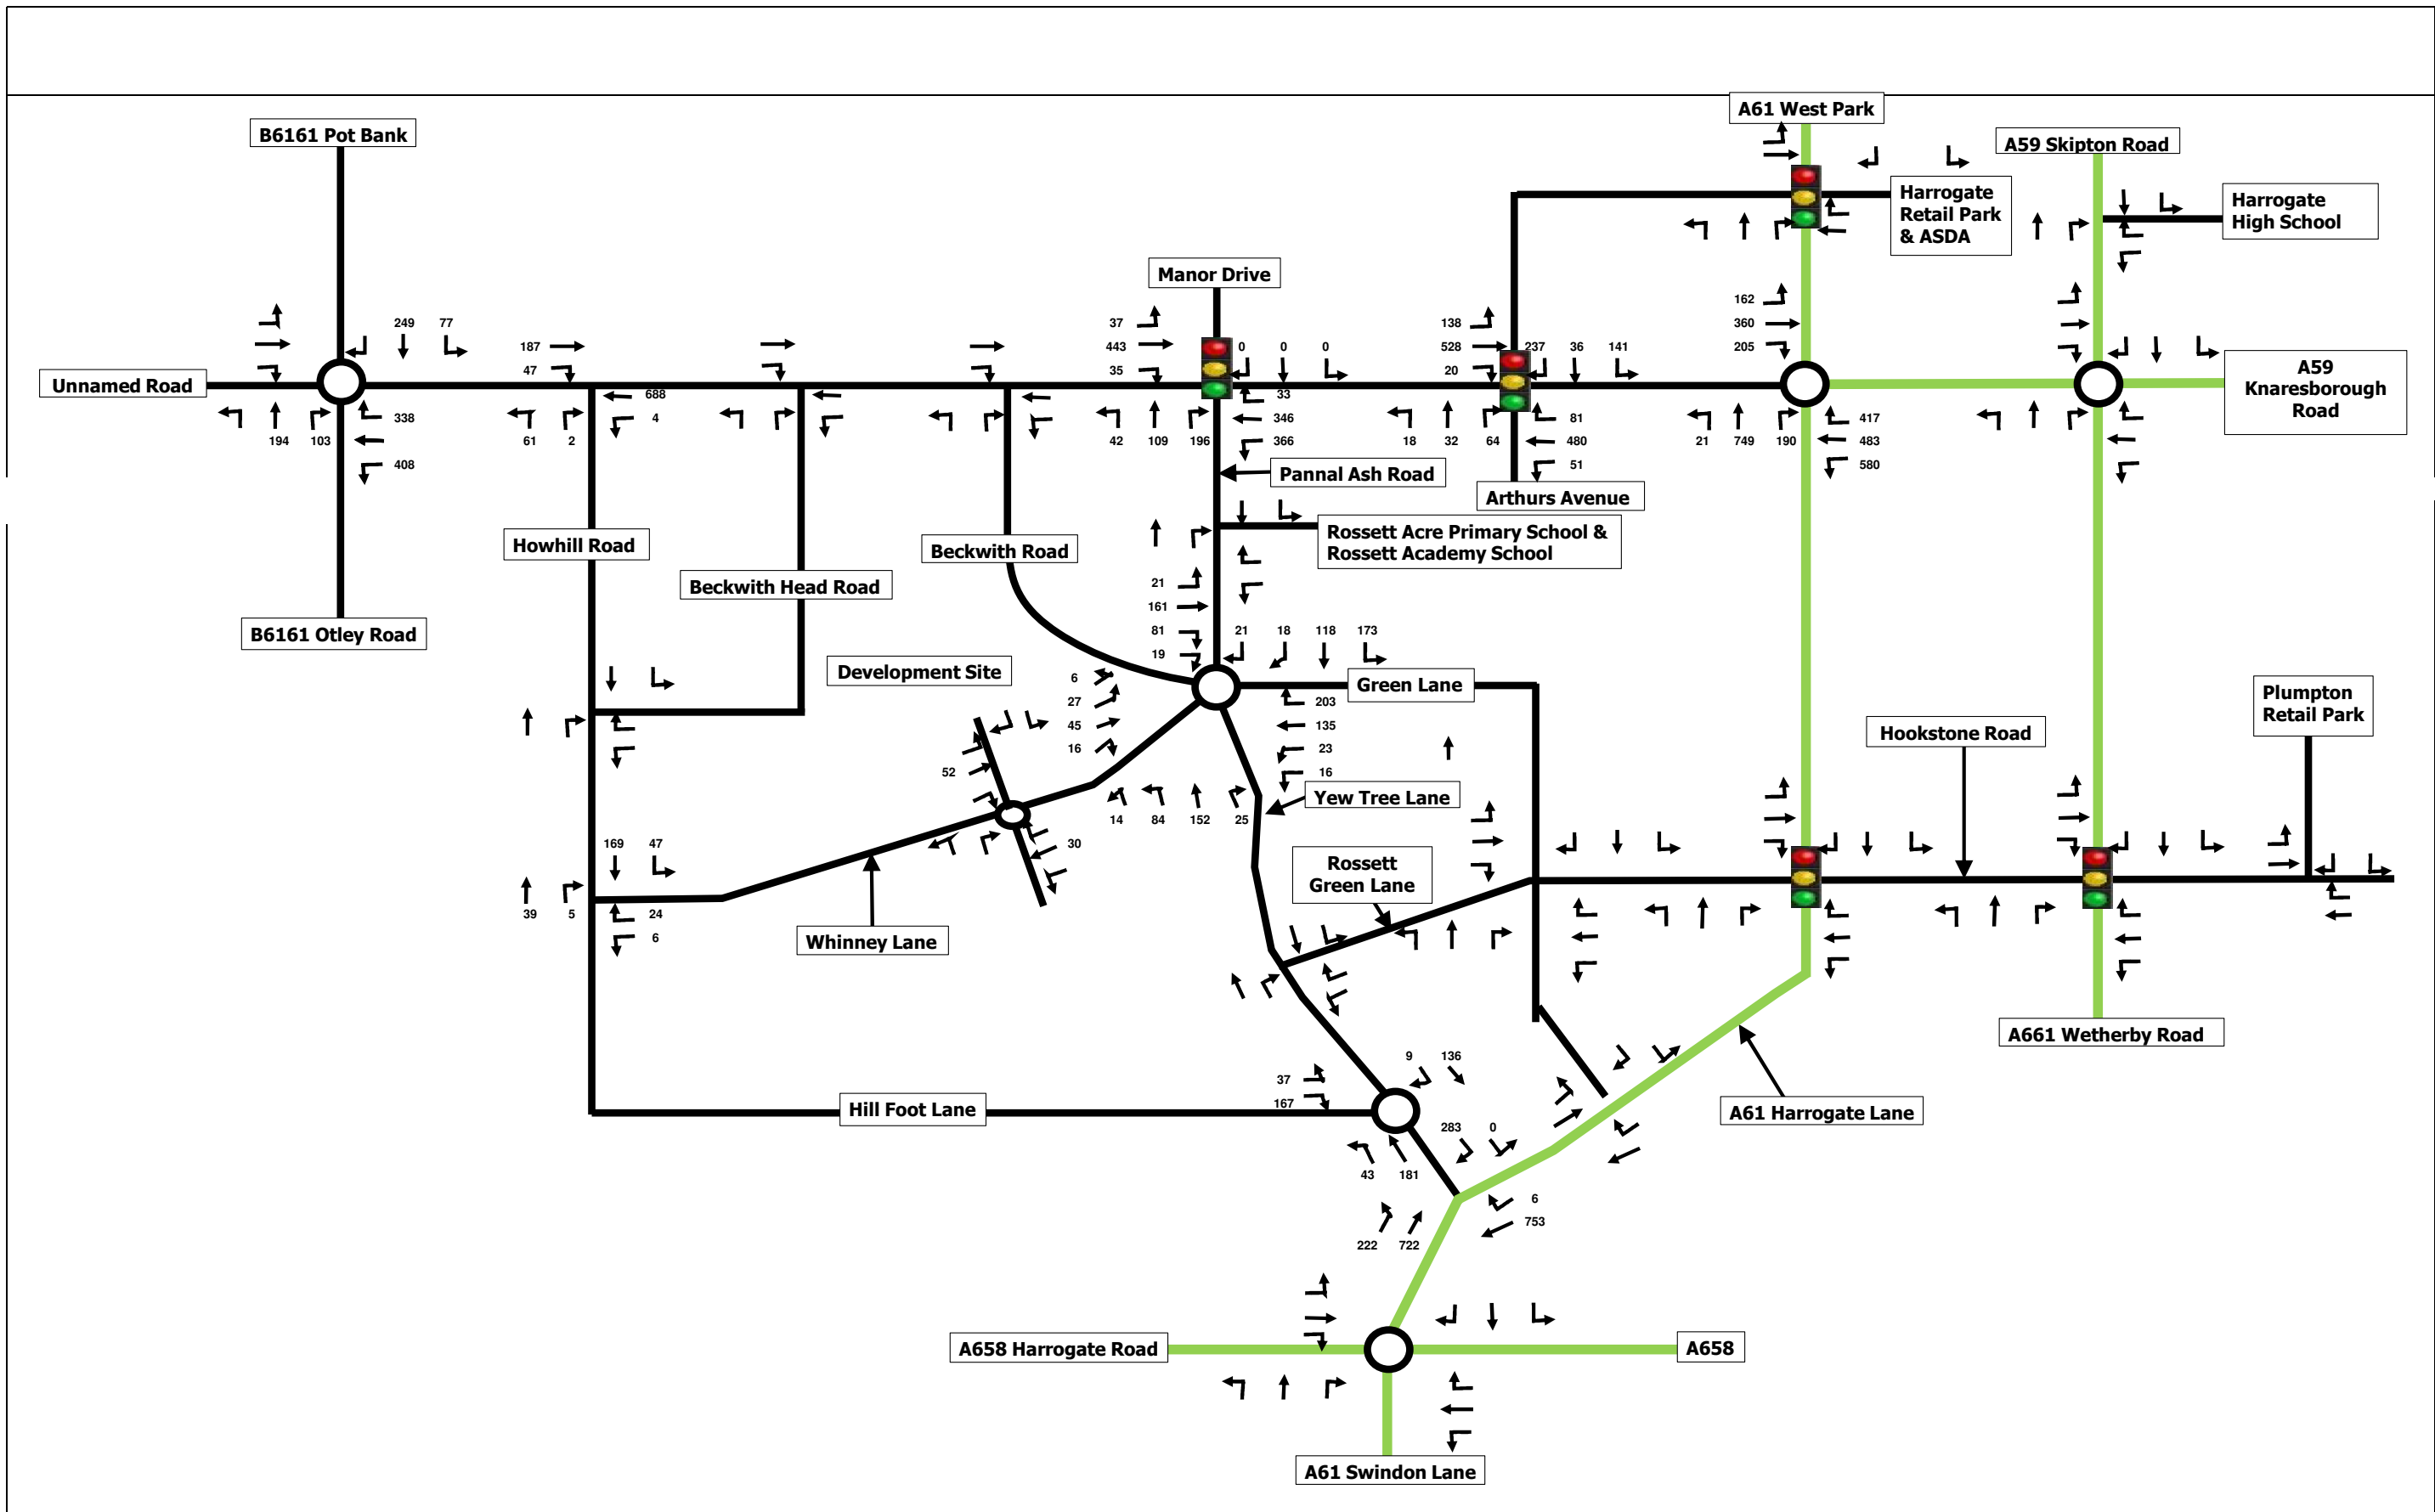 A61 West Park
B6161 Pot Bank
A59 Skipton Road
Harrogate
Retail Park
& ASDA
Harrogate
High School
Manor Drive
162
360
205
249 77
187
47
37
443
35
0 0 0
138
528
20
237 36 141
Unnamed Road
A59
Knaresborough
Road
194 103
338
408
61 2
688
4
42 109 196
33
346
366
18 32 64
81
480
51
21 749 190
417
483
580
Pannal Ash Road
Arthurs Avenue
Howhill Road
Beckwith Road
Rossett Acre Primary School &
Rossett Academy School
Beckwith Head Road
B6161 Otley Road
21
161
81
19
21 18 118 173
Development Site
Green Lane
6
27
45
16
203
135
23
16
Plumpton
Retail Park
Hookstone Road
52
Yew Tree Lane
14 84 152 25
30
169 47
Rossett
Green Lane
39 5
24
6
Whinney Lane
A661 Wetherby Road
9 136
37
167
Hill Foot Lane
A61 Harrogate Lane
283 0
43 181
6
753
222 722
A658 Harrogate Road
A658
A61 Swindon Lane